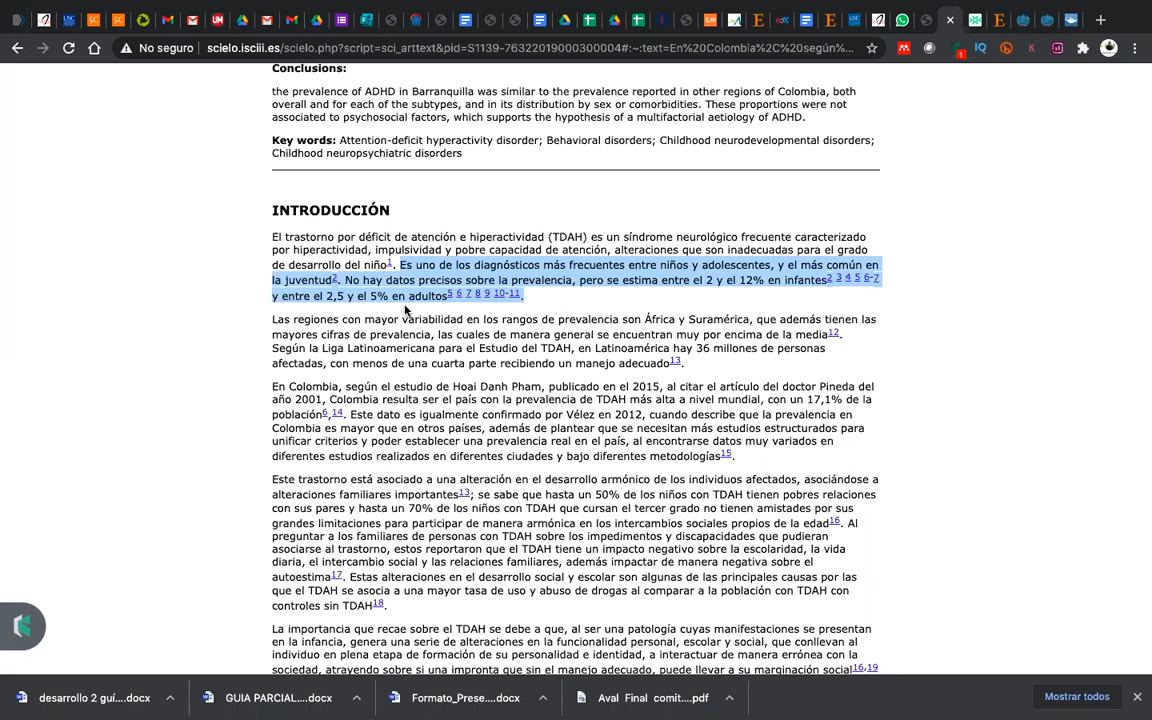 No seguro
scielo.isciii.es/scielo.php?script=sci_arttext&pid=S1139-76322019000300004#:~:text=En%20Colombia%2C%20según%...
Conclusions:
the prevalence of ADHD in Barranquilla was similar to the prevalence reported in other regions of Colombia, both
overall and for each of the subtypes, and in its distribution by sex or comorbidities. These proportions were not
associated to psychosocial factors, which supports the hypothesis of a multifactorial aetiology of ADHD.
Key words: Attention-deficit hyperactivity disorder; Behavioral disorders; Childhood neurodevelopmental disorders;
Childhood neuropsychiatric disorders
INTRODUCCIÓN
El trastorno por déficit de atención e hiperactividad (TDAH) es un síndrome neurológico frecuente caracterizado
por hiperactividad, impulsividad y pobre capacidad de atención, alteraciones que son inadecuadas para el grado
de desarrollo del niño1. Es uno de los diagnósticos más frecuentes entre niños y adolescentes, y el más común en
la juventud2. No hay datos precisos sobre la prevalencia, pero se estima entre el 2 y el 12% en infantes2 3 4 5 6-7
y entre el 2,5 y el 5% en adultos5 6 7 8 9 10-11.
Las regiones con mayor variabilidad en los rangos de prevalencia son África y Suramérica, que además tienen las
mayores cifras de prevalencia, las cuales de manera general se encuentran muy por encima de la media12.
Según la Liga Latinoamericana para el Estudio del TDAH, en Latinoamérica hay 36 millones de personas
afectadas, con menos de una cuarta parte recibiendo un manejo adecuado13.
En Colombia, según el estudio de Hoai Danh Pham, publicado en el 2015, al citar el artículo del doctor Pineda del
año 2001, Colombia resulta ser el país con la prevalencia de TDAH más alta a nivel mundial, con un 17,1% de la
población6,14. Este dato es igualmente confirmado por Vélez en 2012, cuando describe que la prevalencia en
Colombia es mayor que en otros países, además de plantear que se necesitan más estudios estructurados para
unificar criterios y poder establecer una prevalencia real en el país, al encontrarse datos muy variados en
diferentes estudios realizados en diferentes ciudades y bajo diferentes metodologías15.
Este trastorno está asociado a una alteración en el desarrollo armónico de los individuos afectados, asociándose a
alteraciones familiares importantes13; se sabe que hasta un 50% de los niños con TDAH tienen pobres relaciones
con sus pares y hasta un 70% de los niños con TDAH que cursan el tercer grado no tienen amistades por sus
grandes limitaciones para participar de manera armónica en los intercambios sociales propios de la edad16. Al
preguntar a los familiares de personas con TDAH sobre los impedimentos y discapacidades que pudieran
asociarse al trastorno, estos reportaron que el TDAH tiene un impacto negativo sobre la escolaridad, la vida
diaria, el intercambio social y las relaciones familiares, además impactar de manera negativa sobre el
autoestima17. Estas alteraciones en el desarrollo social y escolar son algunas de las principales causas por las
que el TDAH se asocia a una mayor tasa de uso y abuso de drogas al comparar a la población con TDAH con
controles sin TDAH18.
La importancia que recae sobre el TDAH se debe a que, al ser una patología cuyas manifestaciones se presentan
en la infancia, genera una serie de alteraciones en la funcionalidad personal, escolar y social, que conllevan al
individuo en plena etapa de formación de su personalidad e identidad, a interactuar de manera errónea con la
sociedad, atrayendo sobre si una impronta que sin el manejo adecuado, puede llevar a su marginación social16,19
desarrollo 2 guí....docx
GUIA PARCIAL....docx
Formato_Prese....docx
Aval Final comit....pdf
Mostrar todos